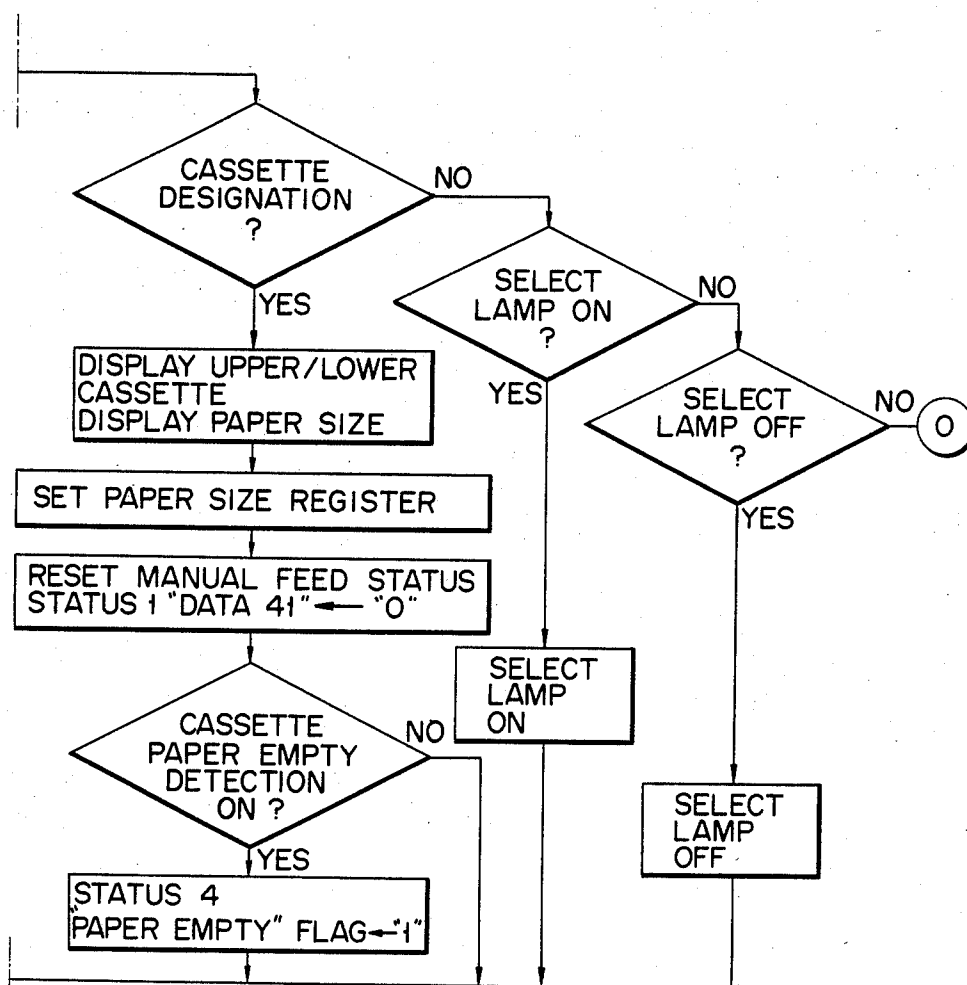 CASSETTE
DESIGNATION
?
NO
YES
SELECT
LAMP ON
?
NO
YES
SELECT
LAMP OFF
?
NO
O
YES
DISPLAY UPPER/LOWER
CASSETTE
DISPLAY PAPER SIZE
SET PAPER SIZE REGISTER
RESET MANUAL FEED STATUS
STATUS 1 "DATA 41" ← "0"
CASSETTE
PAPER EMPTY
DETECTION
ON ?
NO
YES
STATUS 4
"PAPER EMPTY" FLAG←"1"
SELECT
LAMP
ON
SELECT
LAMP
OFF